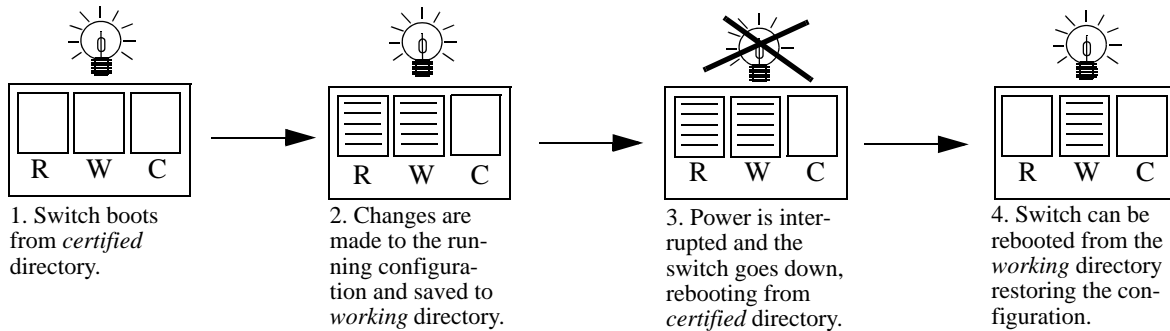 R W C
R W C
R W C
R W C
1. Switch boots
from certified
directory.
2. Changes are
made to the run-
ning configura-
tion and saved to
working directory.
3. Power is inter-
rupted and the
switch goes down,
rebooting from
certified directory.
4. Switch can be
rebooted from the
working directory
restoring the con-
figuration.